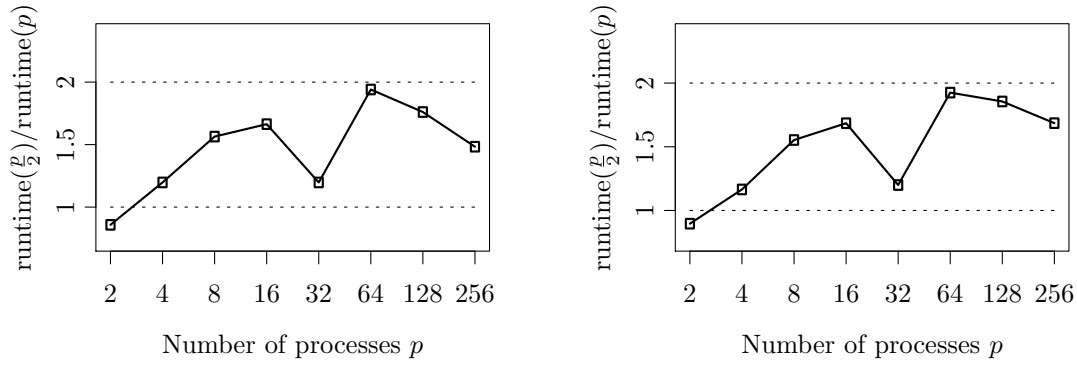 runtime(p/2)/runtime(p)
2
1.5
1
2 4 8 16 32 64 128 256
Number of processes p
runtime(p/2)/runtime(p)
2
1.5
1
2 4 8 16 32 64 128 256
Number of processes p